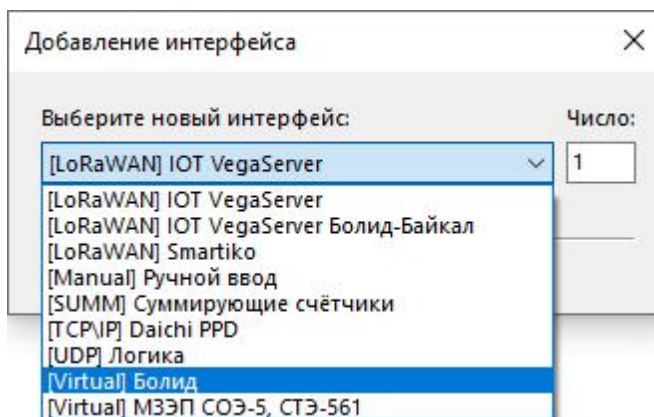 Добавление интерфейса
Выберите новый интерфейс: Число:
[LoRaWAN] IOT VegaServer 1
[LoRaWAN] IOT VegaServer
[LoRaWAN] IOT VegaServer Болид-Байкал
[LoRaWAN] Smartiko
[Manual] Ручной ввод
[SUMM] Суммирующие счётчики
[TCP\IP] Daichi PPD
[UDP] Логика
[Virtual] Болид
[Virtual] МЗЭП СОЭ-5, СТЭ-561